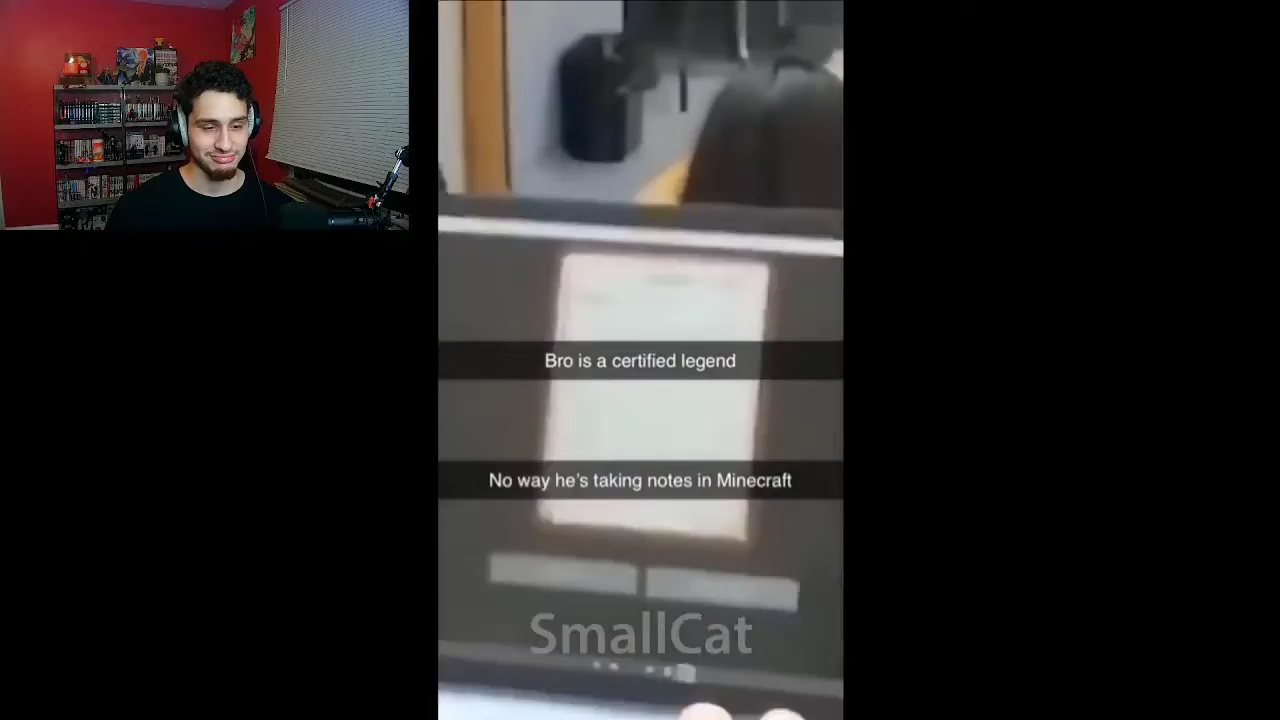 Bro is a certified legend
No way he's taking notes in Minecraft
SmallCat